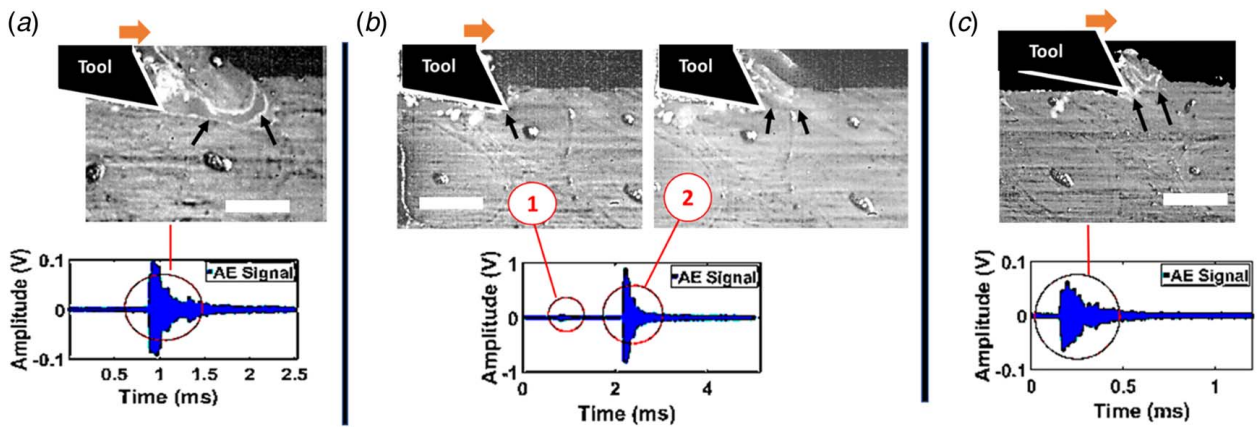 (a)
Tool
0.1
0
-0.1
Amplitude (V)
AE Signal
0.5 1 1.5 2 2.5
Time (ms)
(b)
Tool
Tool
1
2
1
0
-1
Amplitude (V)
AE Signal
0 2 4
Time (ms)
(c)
Tool
0.1
0
-0.1
Amplitude (V)
AE Signal
0 0.5 1
Time (ms)